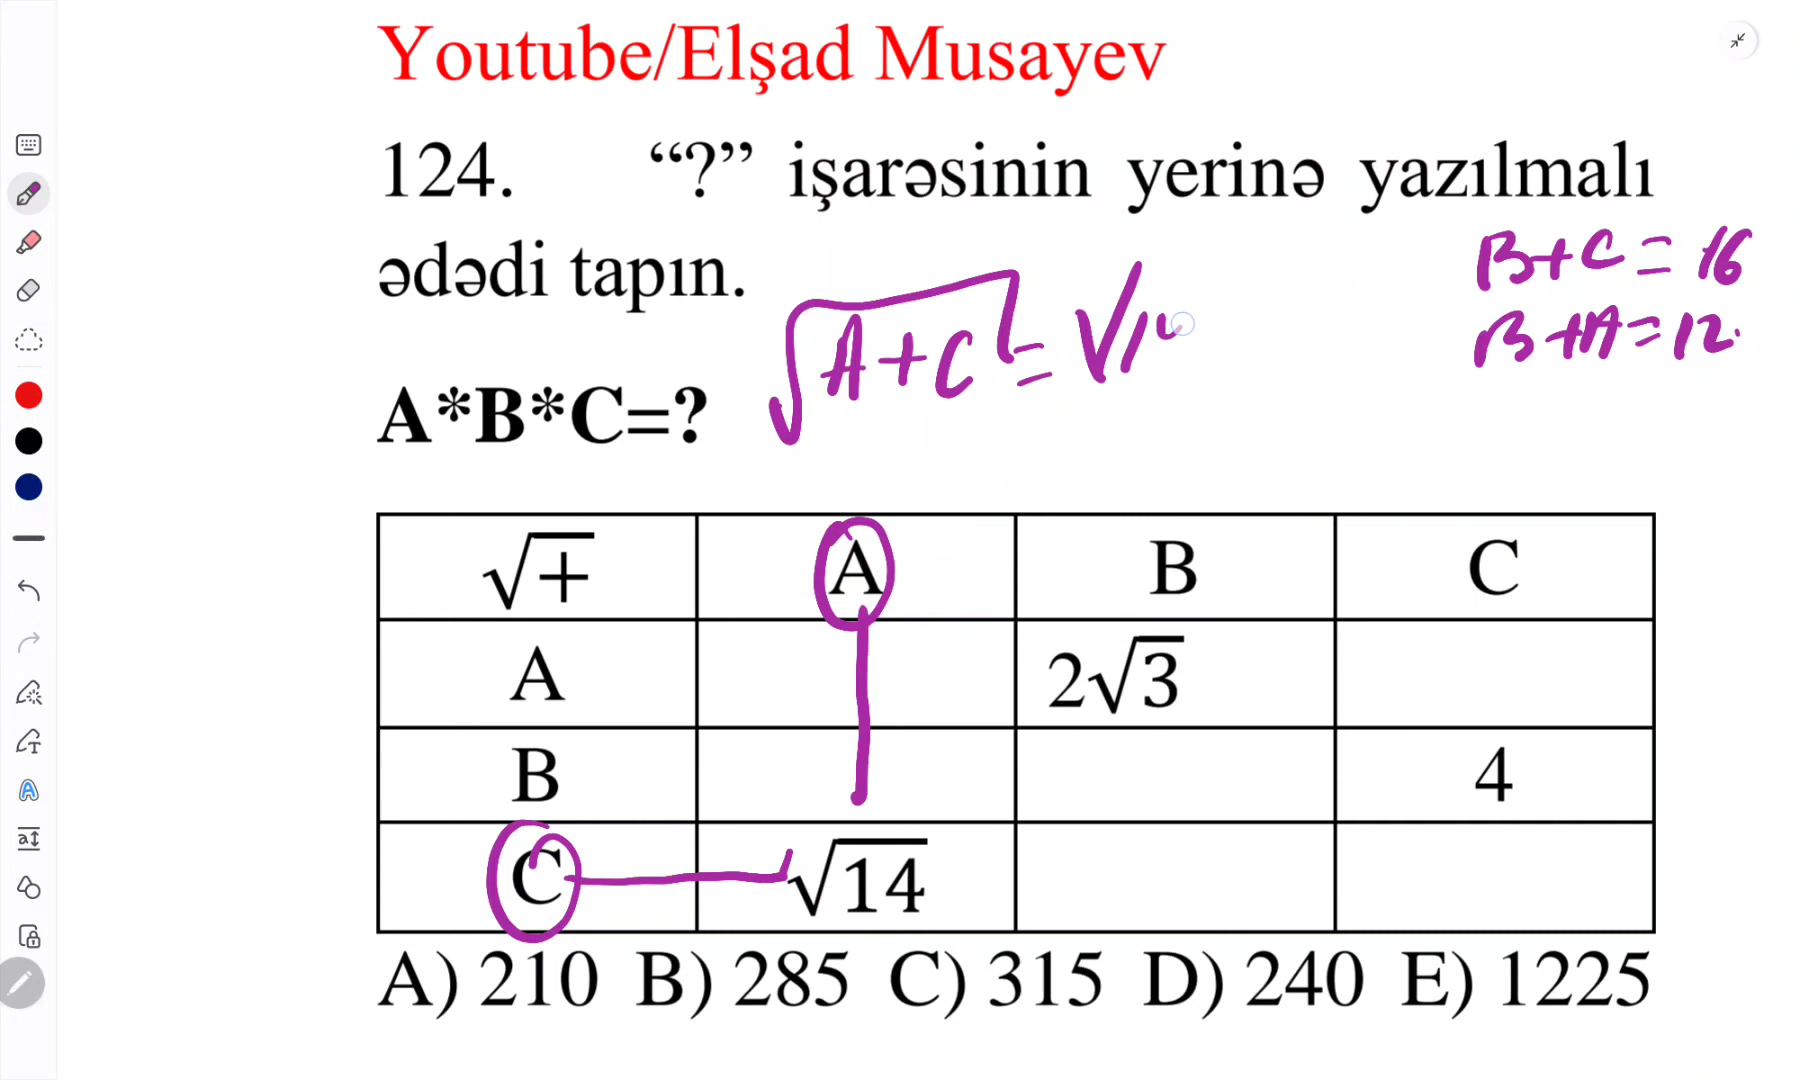 Youtube/Elşad Musayev
124. “?” işarəsinin yerinə yazılmalı
ədədi tapın.
B+C=16
B+A=12.
√A+C = √14
A*B*C=?
√+ A B C
A 2√3
B 4
C √14
A) 210 B) 285 C) 315 D) 240 E) 1225